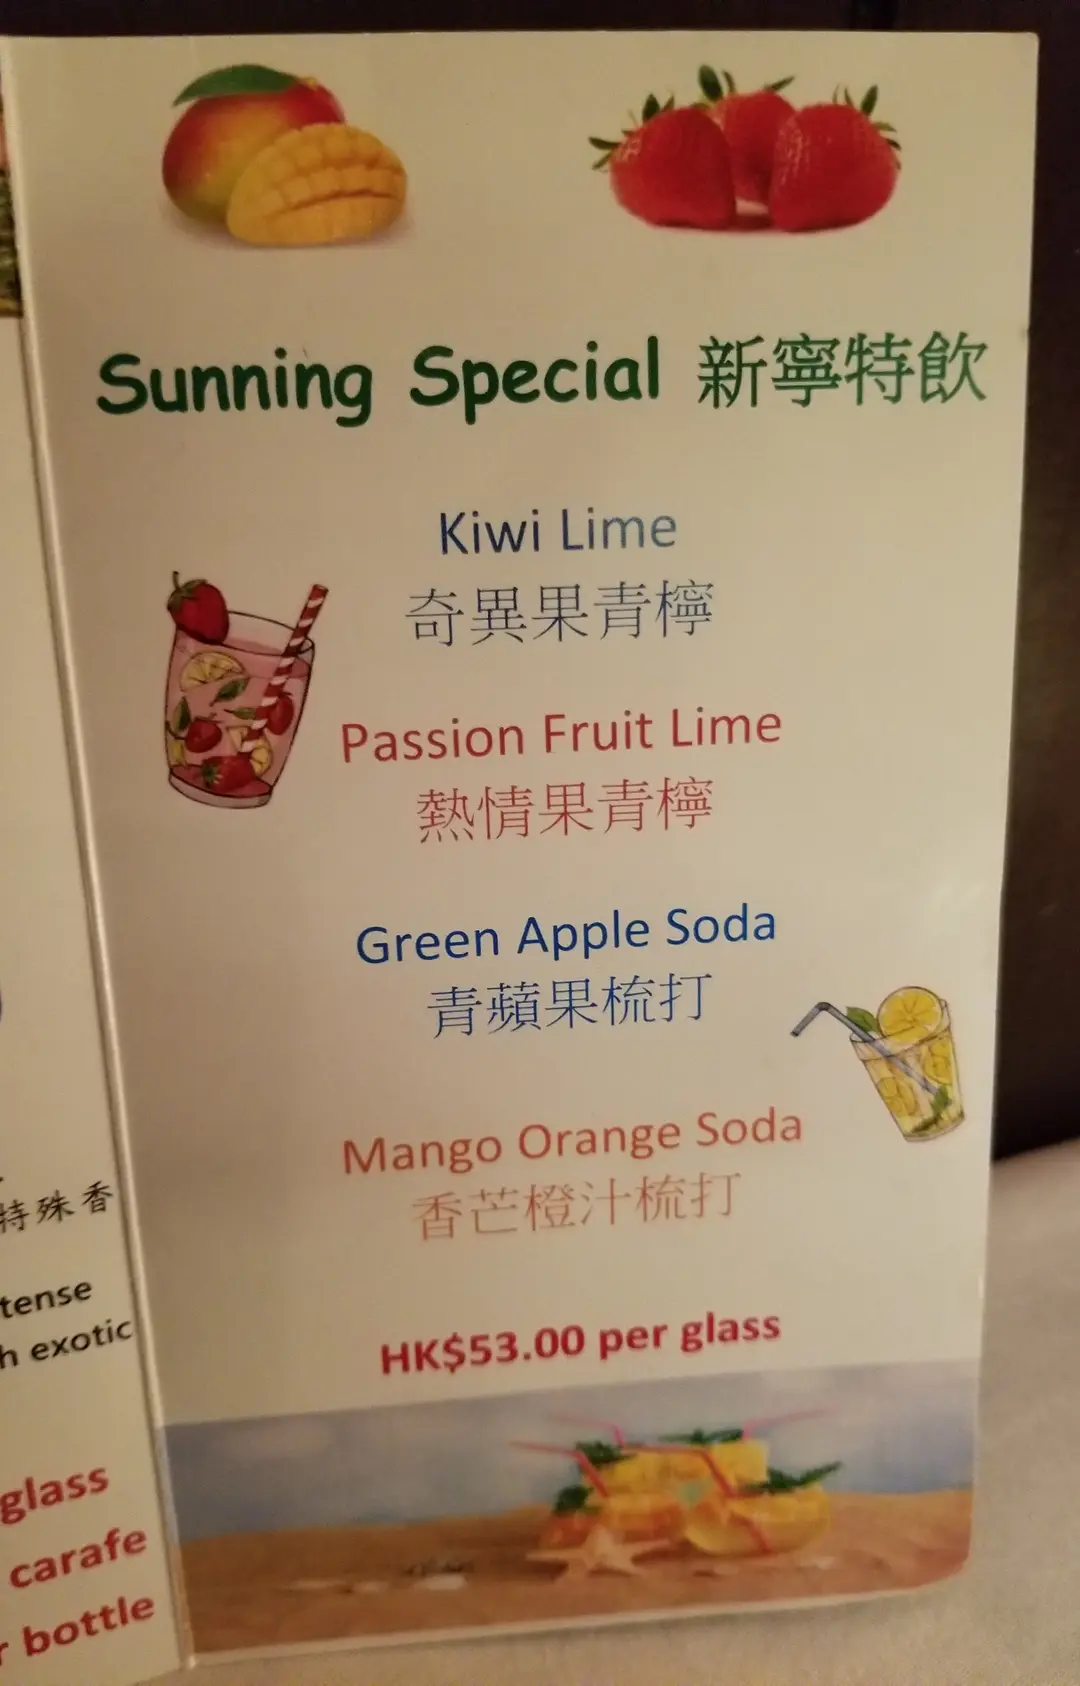 Sunning Special 新寧特飲
Kiwi Lime
奇異果青檸
Passion Fruit Lime
熱情果青檸
Green Apple Soda
青蘋果梳打
Mango Orange Soda
香芒橙汁梳打
HK$53.00 per glass
特殊香
exotic
glass
carafe
bottle